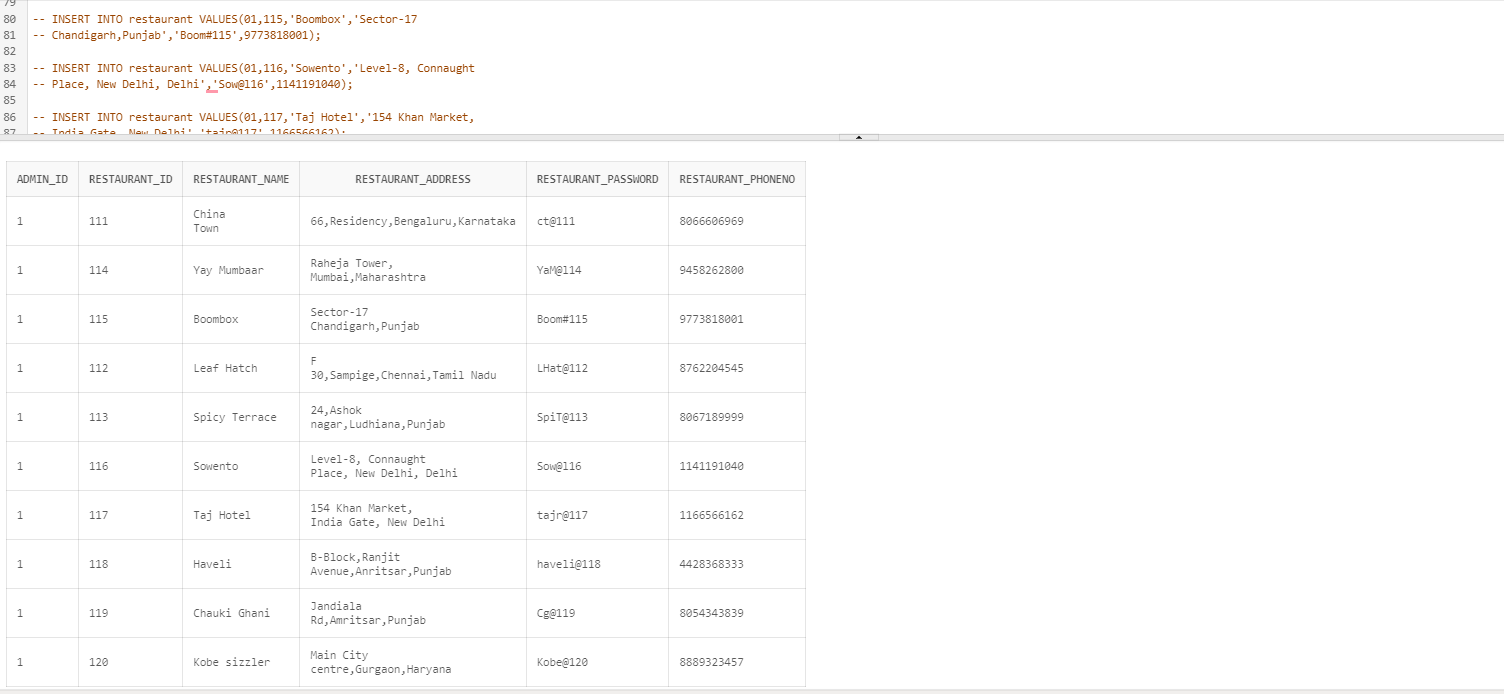 79
80 -- INSERT INTO restaurant VALUES(01,115,'Boombox','Sector-17
81 -- Chandigarh,Punjab','Boom#115',9773818001);
82
83 -- INSERT INTO restaurant VALUES(01,116,'Sowento','Level-8, Connaught
84 -- Place, New Delhi, Delhi','Sow@l16',1141191040);
85
86 -- INSERT INTO restaurant VALUES(01,117,'Taj Hotel','154 Khan Market,
87 -- India Gate, New Delhi','tajr@117',1166566162);
ADMIN_ID RESTAURANT_ID RESTAURANT_NAME RESTAURANT_ADDRESS RESTAURANT_PASSWORD RESTAURANT_PHONENO
1 111 China
Town 66,Residency,Bengaluru,Karnataka ct@111 8066606969
1 114 Yay Mumbaar Raheja Tower,
Mumbai,Maharashtra YaM@l14 9458262800
1 115 Boombox Sector-17
Chandigarh,Punjab Boom#115 9773818001
1 112 Leaf Hatch F
30,Sampige,Chennai,Tamil Nadu LHat@112 8762204545
1 113 Spicy Terrace 24,Ashok
nagar,Ludhiana,Punjab SpiT@113 8067189999
1 116 Sowento Level-8, Connaught
Place, New Delhi, Delhi Sow@l16 1141191040
1 117 Taj Hotel 154 Khan Market,
India Gate, New Delhi tajr@117 1166566162
1 118 Haveli B-Block,Ranjit
Avenue,Anritsar,Punjab haveli@118 4428368333
1 119 Chauki Ghani Jandiala
Rd,Amritsar,Punjab Cg@119 8054343839
1 120 Kobe sizzler Main City
centre,Gurgaon,Haryana Kobe@120 8889323457